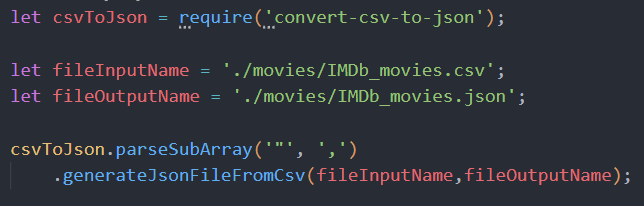 let csvToJson = require('convert-csv-to-json');
let fileInputName = './movies/IMDb_movies.csv';
let fileOutputName = './movies/IMDb_movies.json';
csvToJson.parseSubArray('"', ',')
.generateJsonFileFromCsv(fileInputName,fileOutputName);